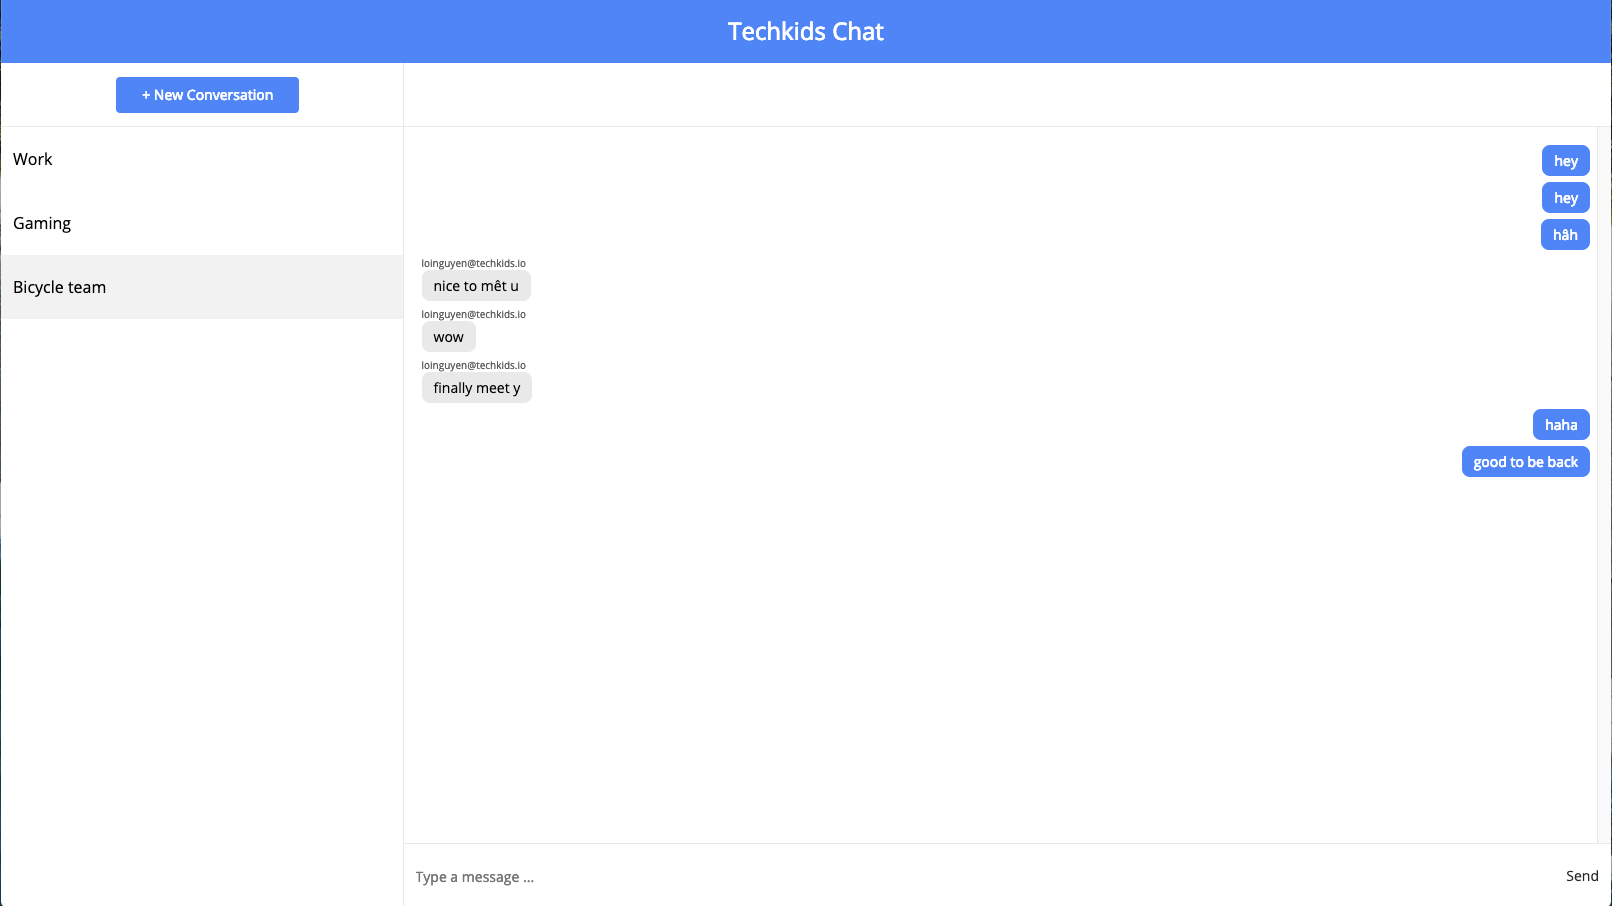 Techkids Chat
+ New Conversation
Work
Gaming
Bicycle team
hey
hey
hâh
loinguyen@techkids.io
nice to mêt u
loinguyen@techkids.io
wow
loinguyen@techkids.io
finally meet y
haha
good to be back
Type a message ...
Send